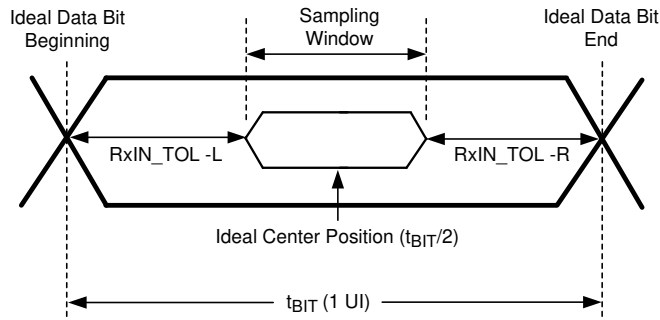 Ideal Data Bit
Beginning
Sampling
Window
Ideal Data Bit
End
RxIN_TOL -L
RxIN_TOL -R
Ideal Center Position (tBIT/2)
tBIT (1 UI)